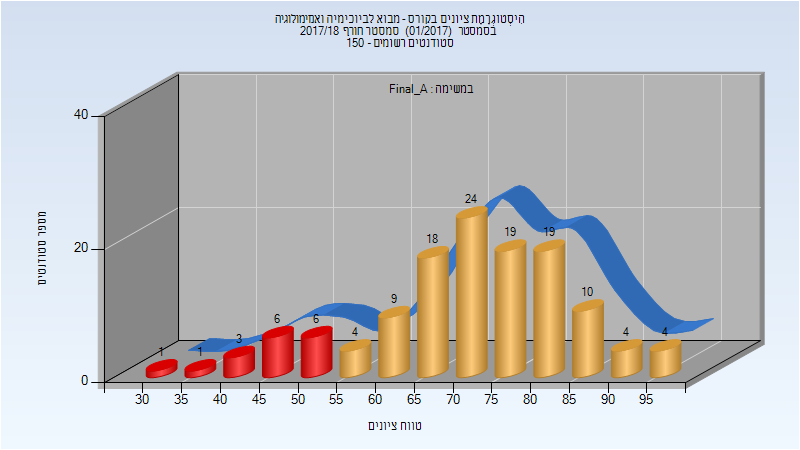 היסטוגרמת ציונים בקורס - מבוא לביוכימיה ואמימולוגיה
בסמסטר (01/2017) סמסטר חורף 2017/18
סטודנטים רשומים - 150
במשימה : Final_A
מספר סטודנטים
40
20
0
1 1 3 6 6 4 9 18 24 19 19 10 4 4
30 35 40 45 50 55 60 65 70 75 80 85 90 95
טווח ציונים